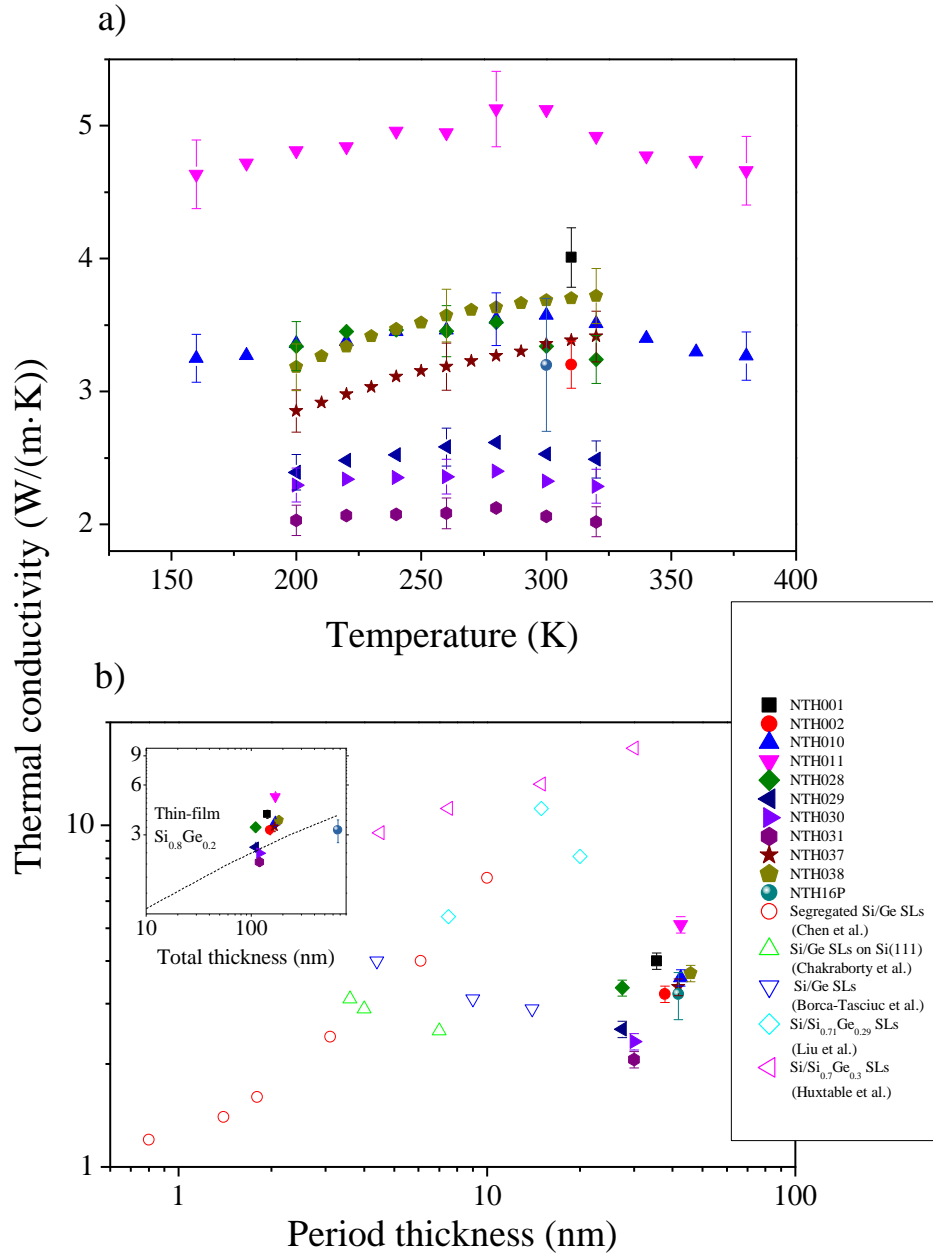 a)
5
4
3
2
150
200
250
300
350
400
Temperature (K)
Thermal conductivity (W/(m·K))
b)
10
1
1
10
100
Period thickness (nm)
9
6
3
Thin-film
Si0.8Ge0.2
10
100
Total thickness (nm)
NTH001
NTH002
NTH010
NTH011
NTH028
NTH029
NTH030
NTH031
NTH037
NTH038
NTH16P
Segregated Si/Ge SLs
(Chen et al.)
Si/Ge SLs on Si(111)
(Chakraborty et al.)
Si/Ge SLs
(Borca-Tasciuc et al.)
Si/Si0.71Ge0.29 SLs
(Liu et al.)
Si/Si0.7Ge0.3 SLs
(Huxtable et al.)